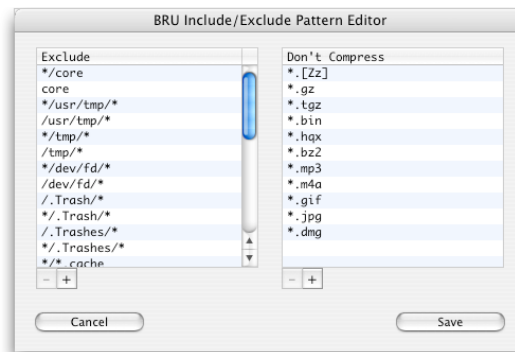 BRU Include/Exclude Pattern Editor
Exclude
*/core
core
*/usr/tmp/*
/usr/tmp/*
*/tmp/*
/tmp/*
*/dev/fd/*
/dev/fd/*
/.Trash/*
*/.Trash/*
/.Trashes/*
*/.Trashes/*
*/*.cache
- +
Don't Compress
*.[Zz]
*.gz
*.tgz
*.bin
*.hqx
*.bz2
*.mp3
*.m4a
*.gif
*.jpg
*.dmg
- +
Cancel
Save